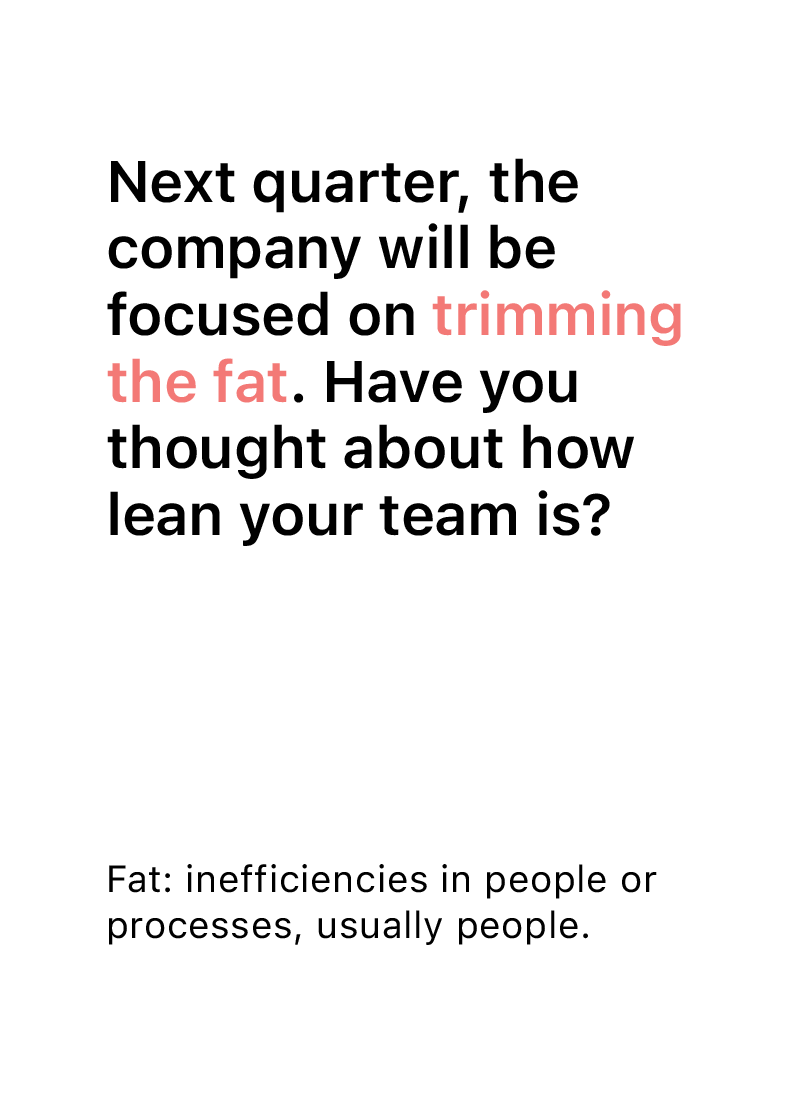 Next quarter, the
company will be
focused on trimming
the fat. Have you
thought about how
lean your team is?
Fat: inefficiencies in people or
processes, usually people.